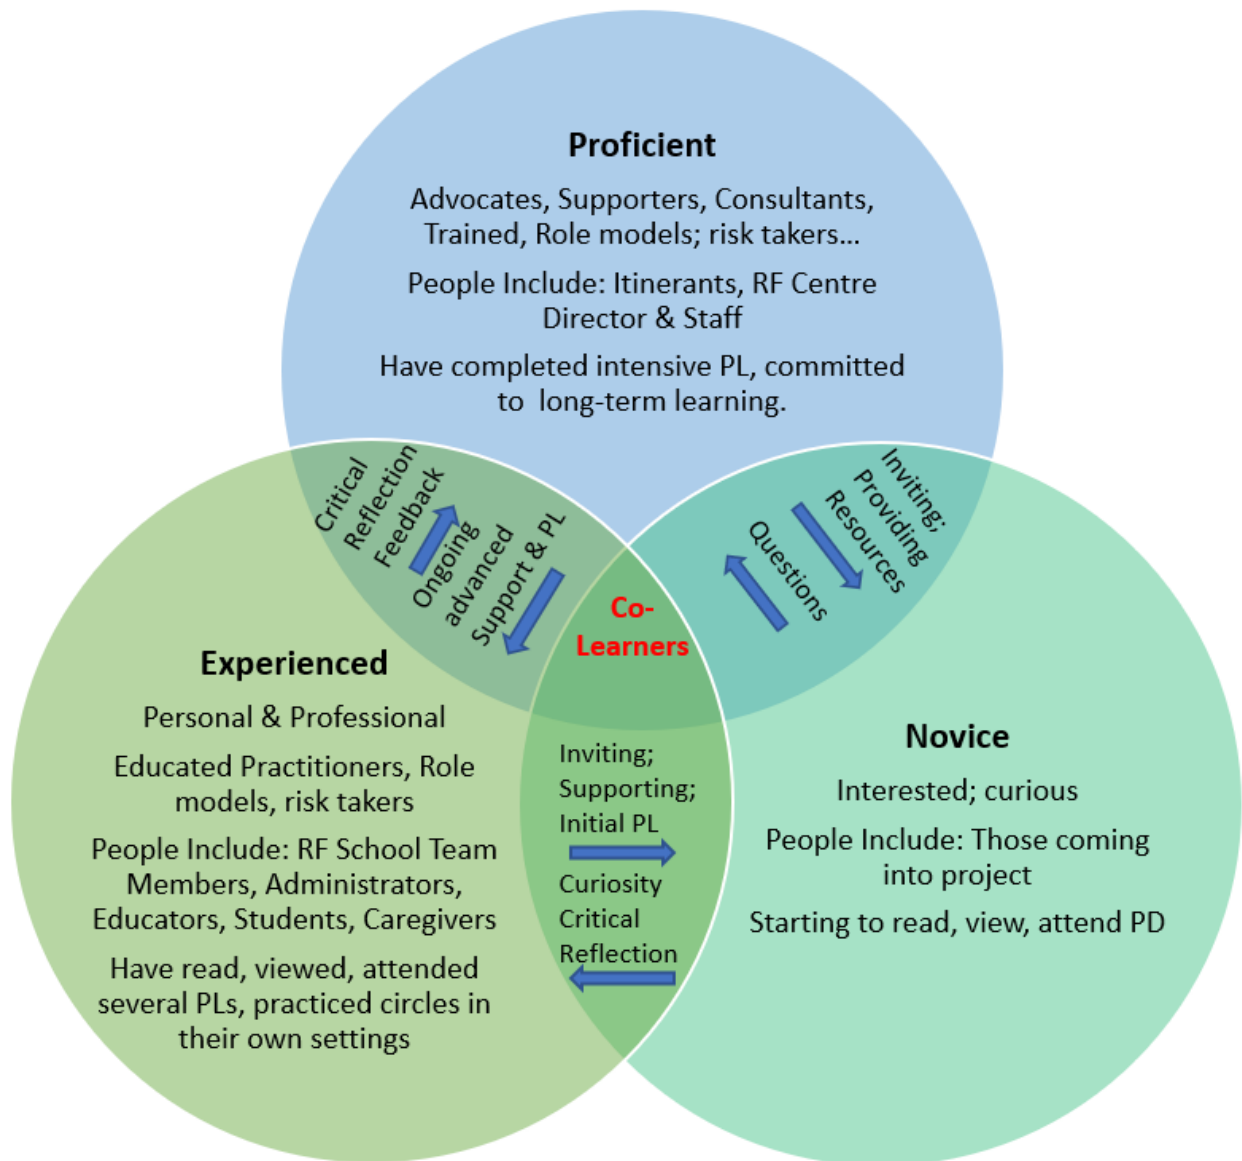 Proficient
Advocates, Supporters, Consultants,
Trained, Role models; risk takers...
People Include: Itinerants, RF Centre
Director & Staff
Have completed intensive PL, committed
to long-term learning.
Critical
Reflection
Feedback
Ongoing
advanced
Support & PL
Inviting;
Providing
Resources
Questions
Co-
Learners
Experienced
Personal & Professional
Educated Practitioners, Role
models, risk takers
People Include: RF School Team
Members, Administrators,
Educators, Students, Caregivers
Have read, viewed, attended
several PLs, practiced circles in
their own settings
Inviting;
Supporting;
Initial PL
Curiosity
Critical
Reflection
Novice
Interested; curious
People Include: Those coming
into project
Starting to read, view, attend PD